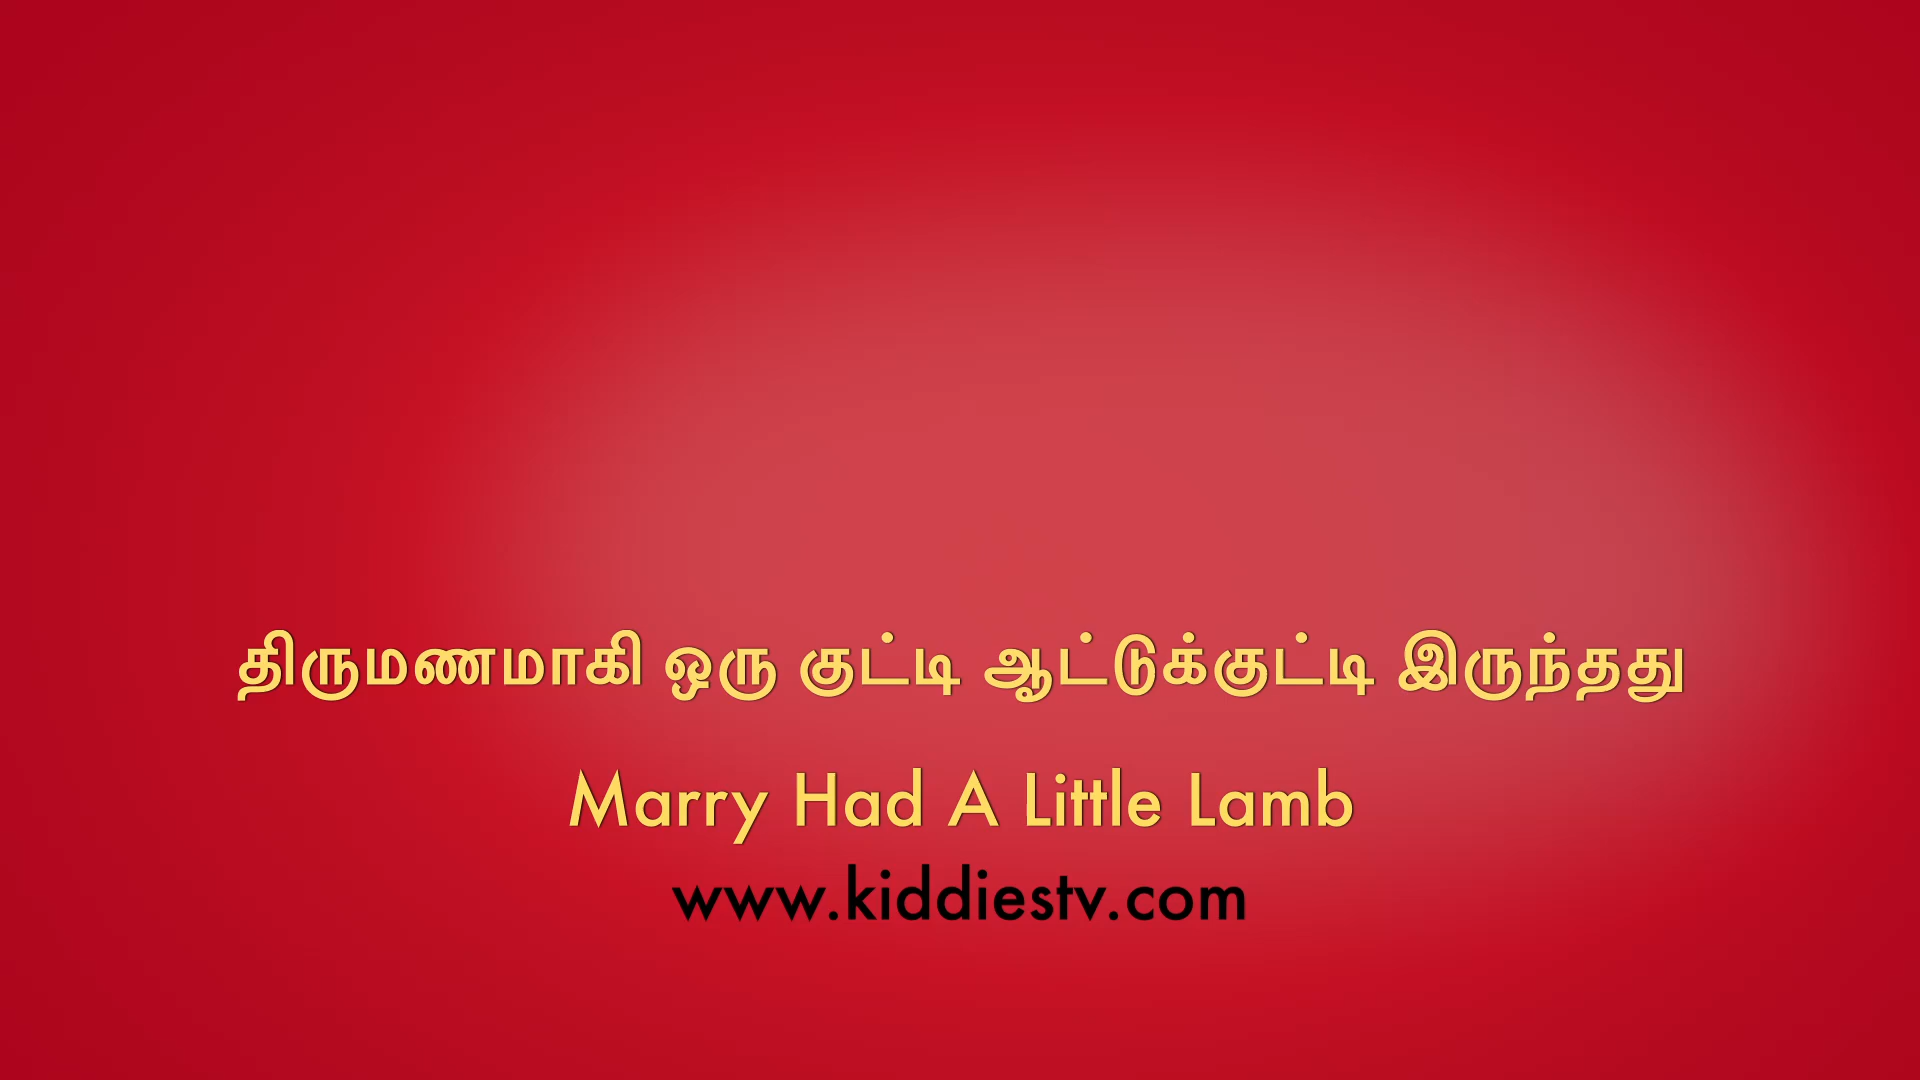 திருமணமாகி ஒரு குட்டி ஆட்டுக்குட்டி இருந்தது
Marry Had A Little Lamb
www.kiddiestv.com